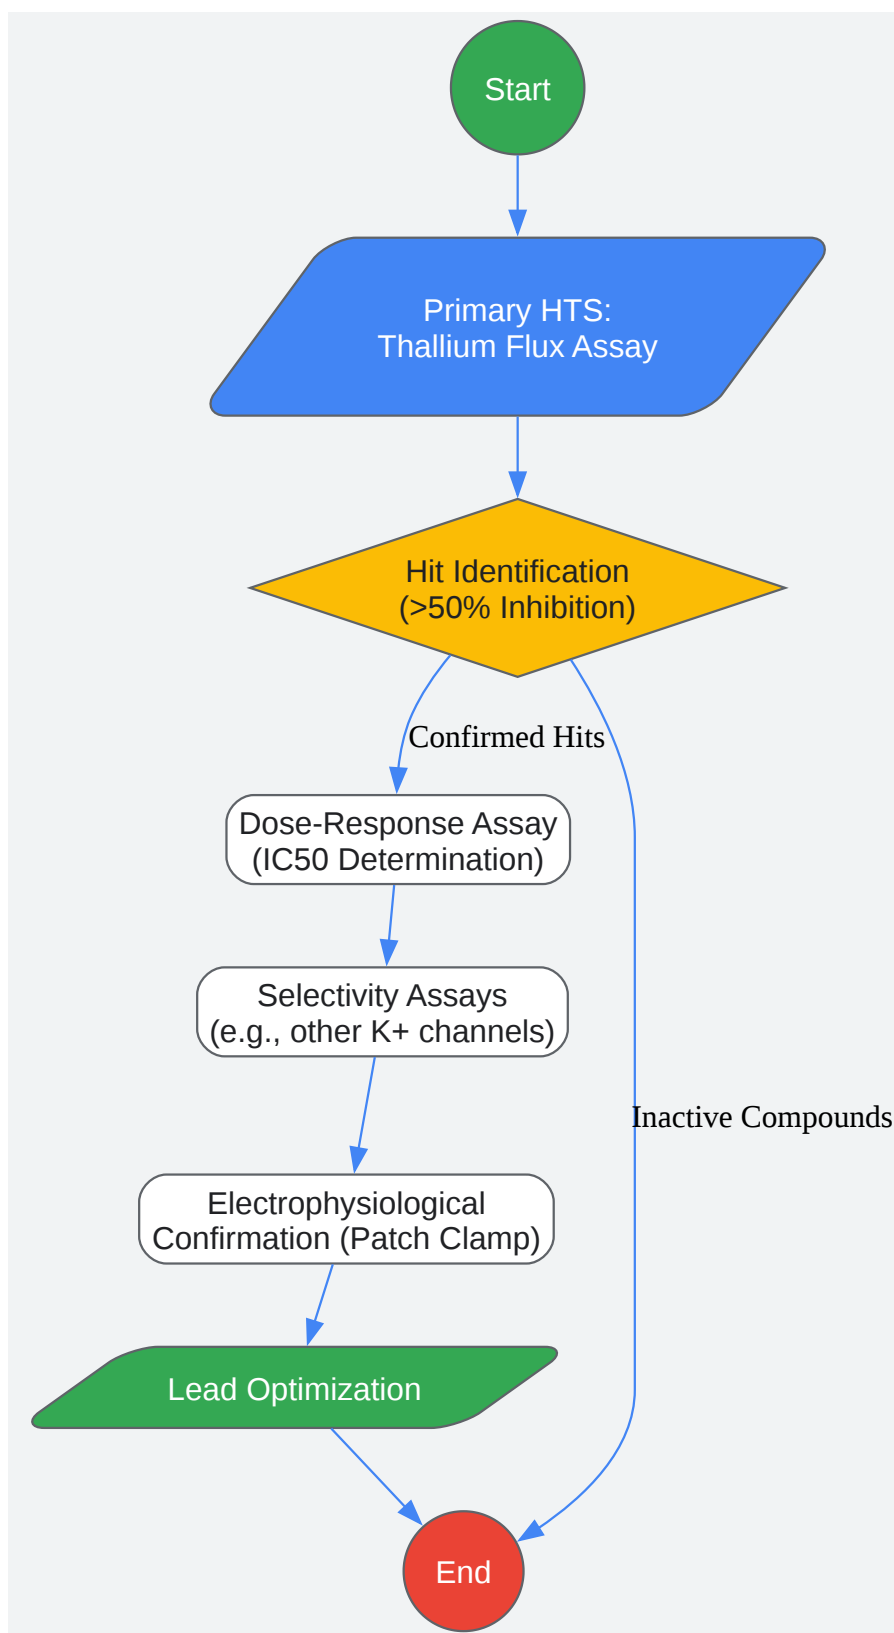 Start
Primary HTS:
Thallium Flux Assay
Hit Identification
(>50% Inhibition)
Confirmed Hits
Dose-Response Assay
(IC50 Determination)
Selectivity Assays
(e.g., other K+ channels)
Inactive Compounds
Electrophysiological
Confirmation (Patch Clamp)
Lead Optimization
End